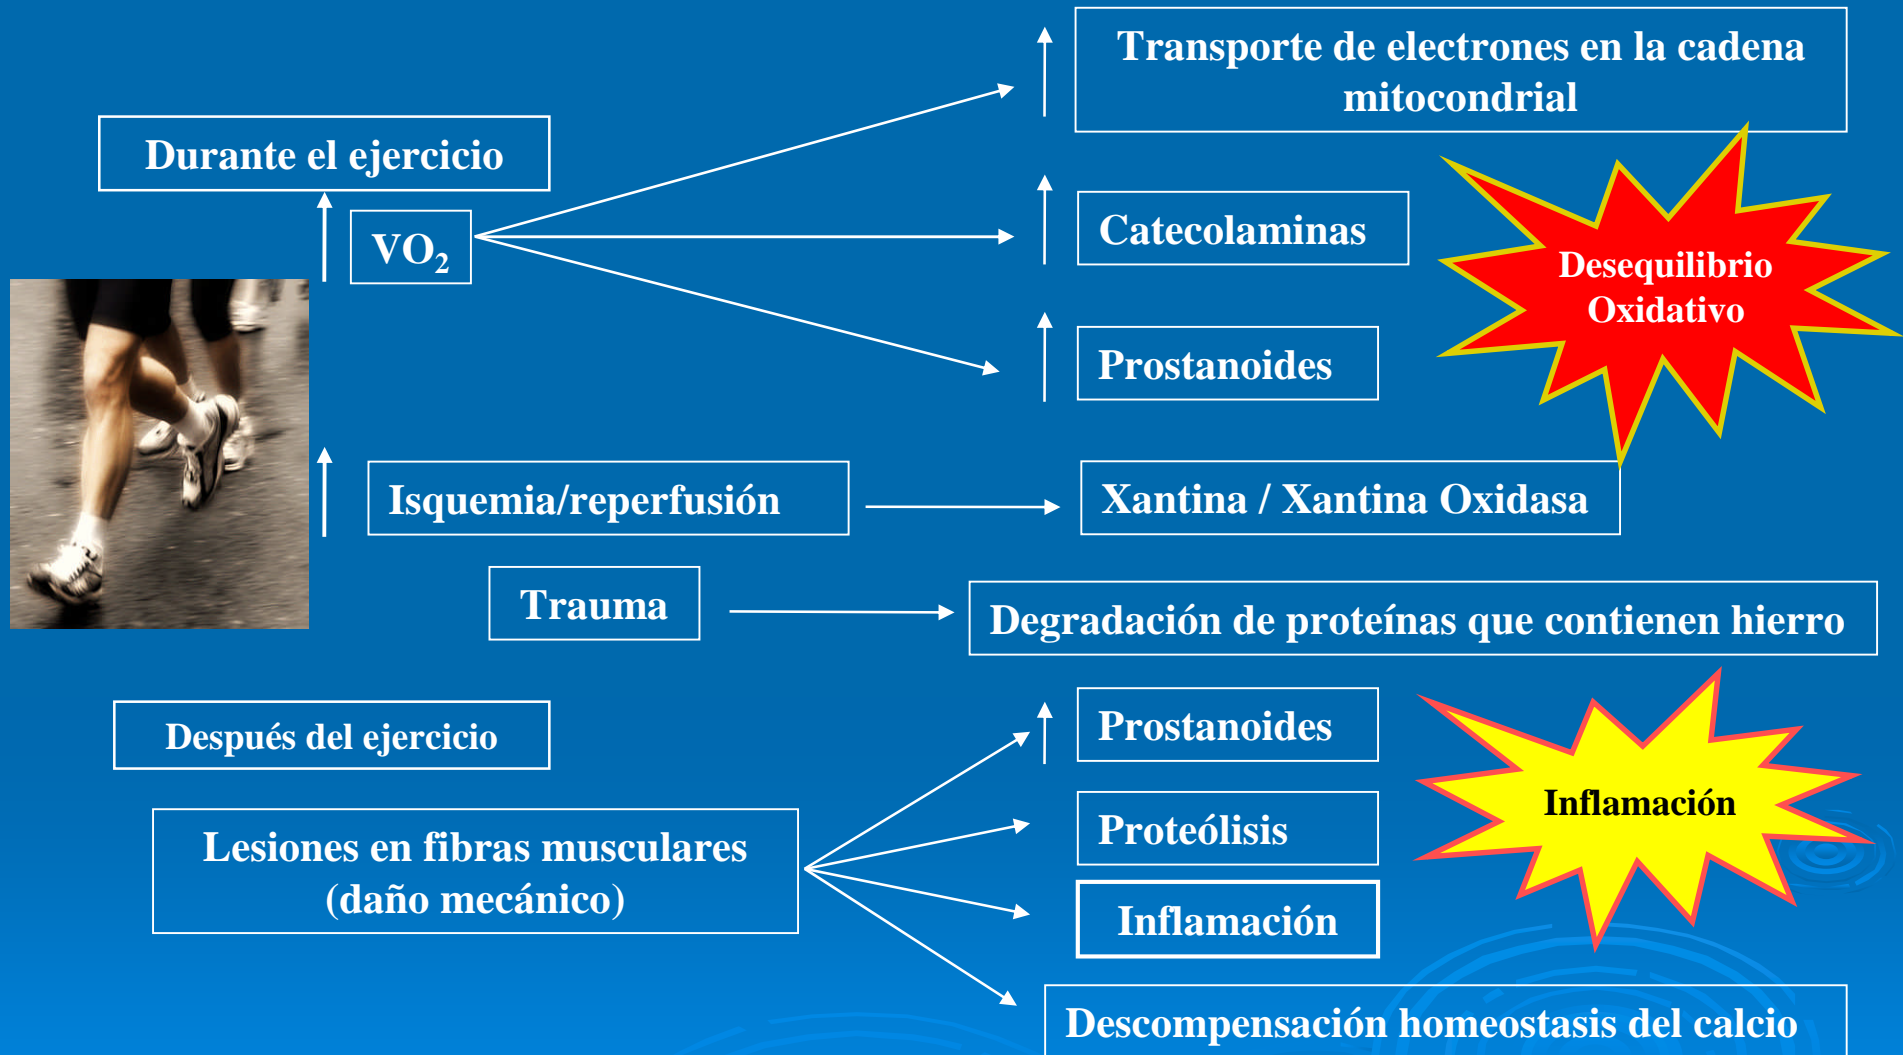 Transporte de electrones en la cadena
mitocondrial
Durante el ejercicio
VO₂
Catecolaminas
Desequilibrio
Oxidativo
Prostanoides
Isquemia/reperfusión
Xantina / Xantina Oxidasa
Trauma
Degradación de proteínas que contienen hierro
Después del ejercicio
Prostanoides
Lesiones en fibras musculares
(daño mecánico)
Proteólisis
Inflamación
Inflamación
Descompensación homeostasis del calcio